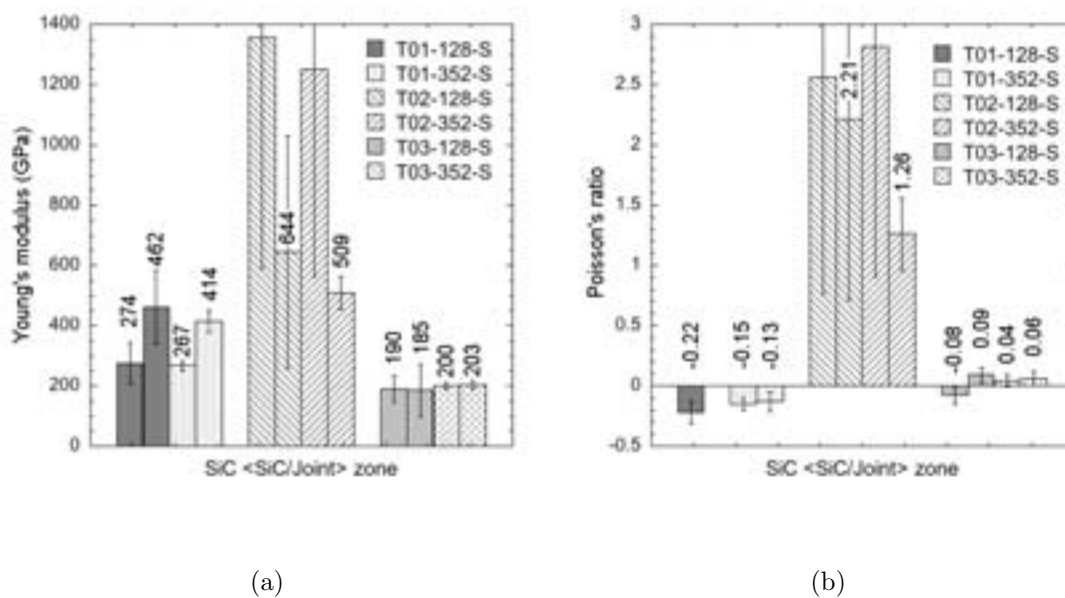 1400
1200
1000
800
600
400
200
0
Young's modulus (GPa)
T01-128-S
T01-352-S
T02-128-S
T02-352-S
T03-128-S
T03-352-S
274
462
267
414
644
509
190
185
200
203
SiC <SiC/Joint> zone
(a)
3
2.5
2
1.5
1
0.5
0
-0.5
Poisson's ratio
T01-128-S
T01-352-S
T02-128-S
T02-352-S
T03-128-S
T03-352-S
-0.22
-0.15
-0.13
2.21
1.26
-0.08
0.09
0.04
0.06
SiC <SiC/Joint> zone
(b)